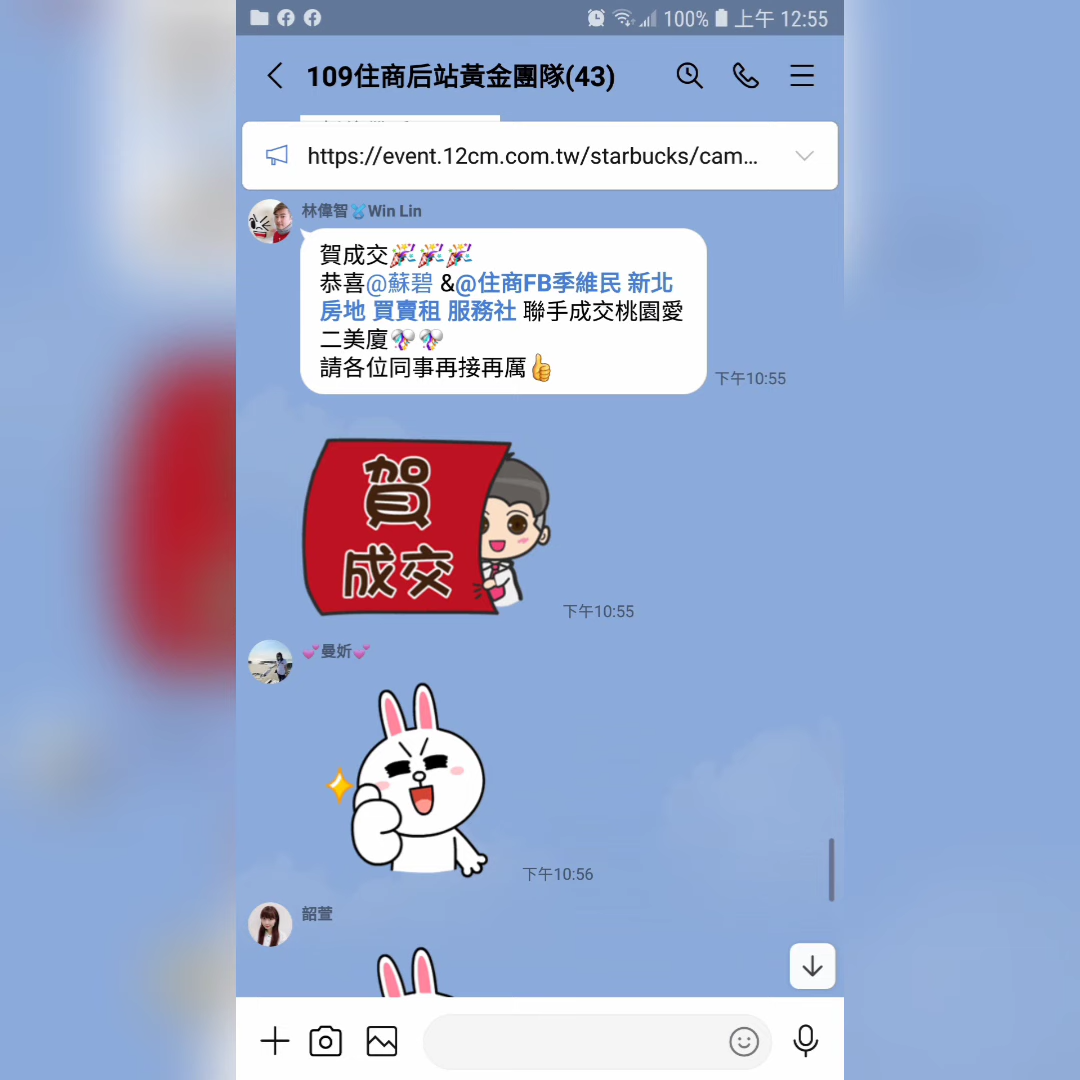 100% 上午 12:55
109住商后站黃金團隊(43)
https://event.12cm.com.tw/starbucks/cam...
林偉智🥎Win Lin
賀成交🎉🎉🎉
恭喜@蘇碧 &@住商FB季維民 新北
房地 買賣租 服務社 聯手成交桃園愛
二美廈🎊🎊
請各位同事再接再厲👍
下午10:55
賀
成交
下午10:55
💕曼妡💕
下午10:56
韶萱